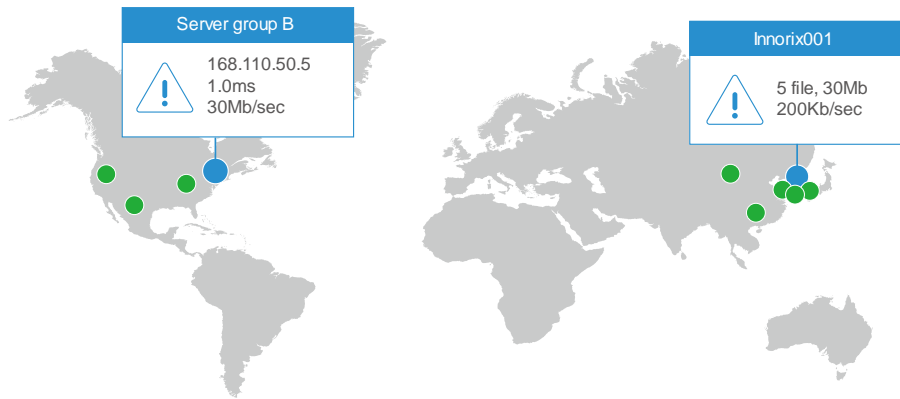 Server group B
168.110.50.5
1.0ms
30Mb/sec
Innorix001
5 file, 30Mb
200Kb/sec